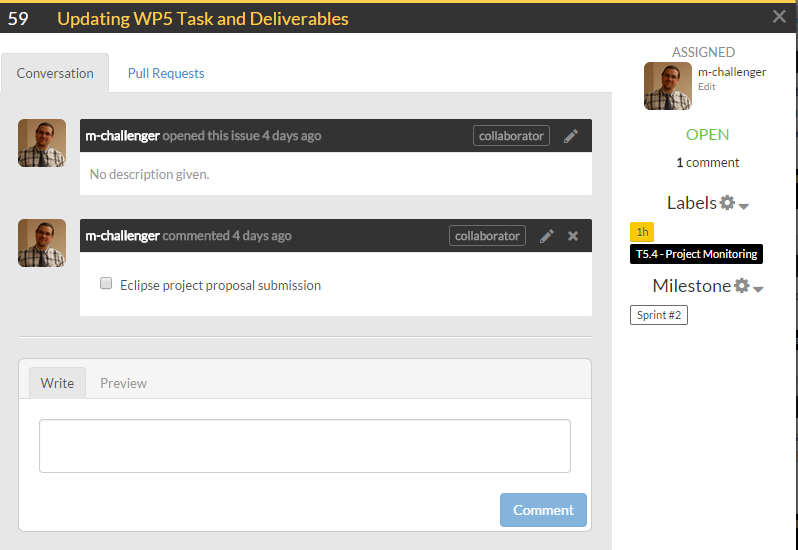 59 Updating WP5 Task and Deliverables
Conversation Pull Requests
m-challenger opened this issue 4 days ago collaborator
No description given.
m-challenger commented 4 days ago collaborator
Eclipse project proposal submission
Write Preview
Comment
ASSIGNED
m-challenger
Edit
OPEN
1 comment
Labels
1h
T5.4 - Project Monitoring
Milestone
Sprint #2